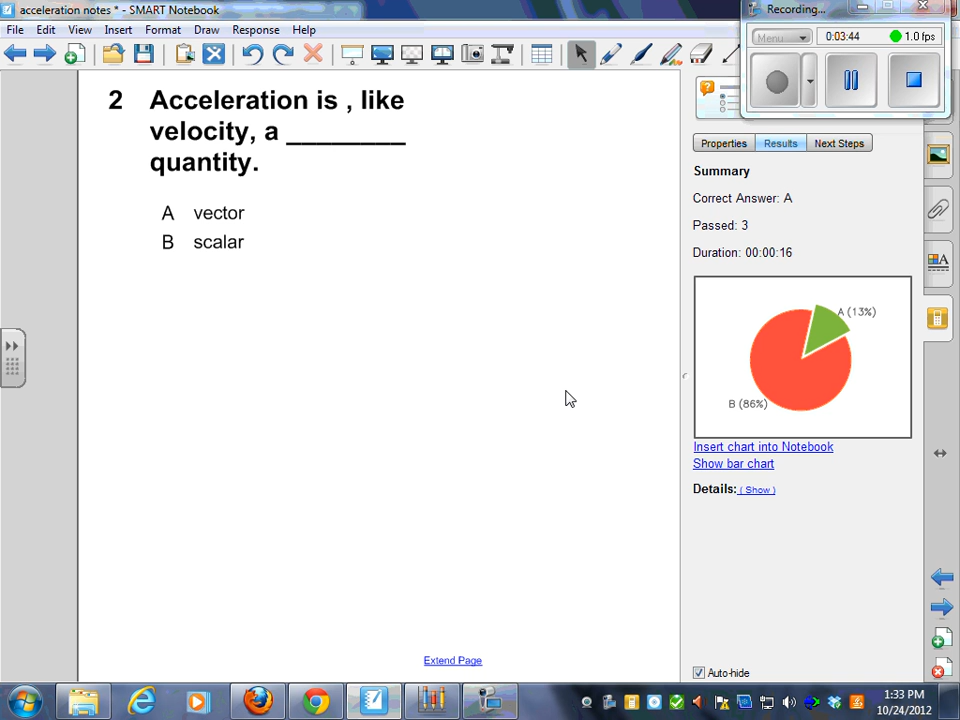 acceleration notes * - SMART Notebook
Recording...
File Edit View Insert Format Draw Response Help
Menu 0:03:44 1.0 fps
2 Acceleration is , like
velocity, a ________
quantity.
A vector
B scalar
Extend Page
Properties Results Next Steps
Summary
Correct Answer: A
Passed: 3
Duration: 00:00:16
A (13%)
B (86%)
Insert chart into Notebook
Show bar chart
Details: ( Show )
Auto-hide
1:33 PM
10/24/2012